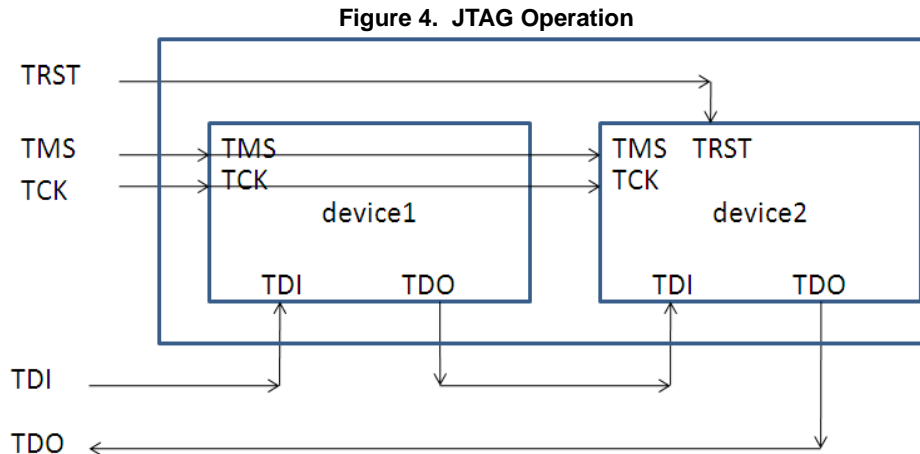 Figure 4. JTAG Operation
TRST
TMS
TCK
TMS
TCK
device1
TDI TDO
TMS TRST
TCK
device2
TDI TDO
TDI
TDO